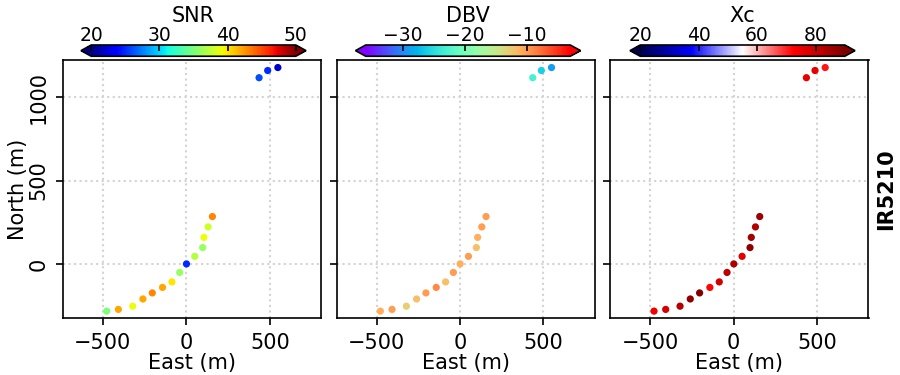 SNR DBV Xc
20 30 40 50 −30 −20 −10 20 40 60 80
1000
500
0
North (m)
IR5210
−500 0 500 −500 0 500 −500 0 500
East (m) East (m) East (m)